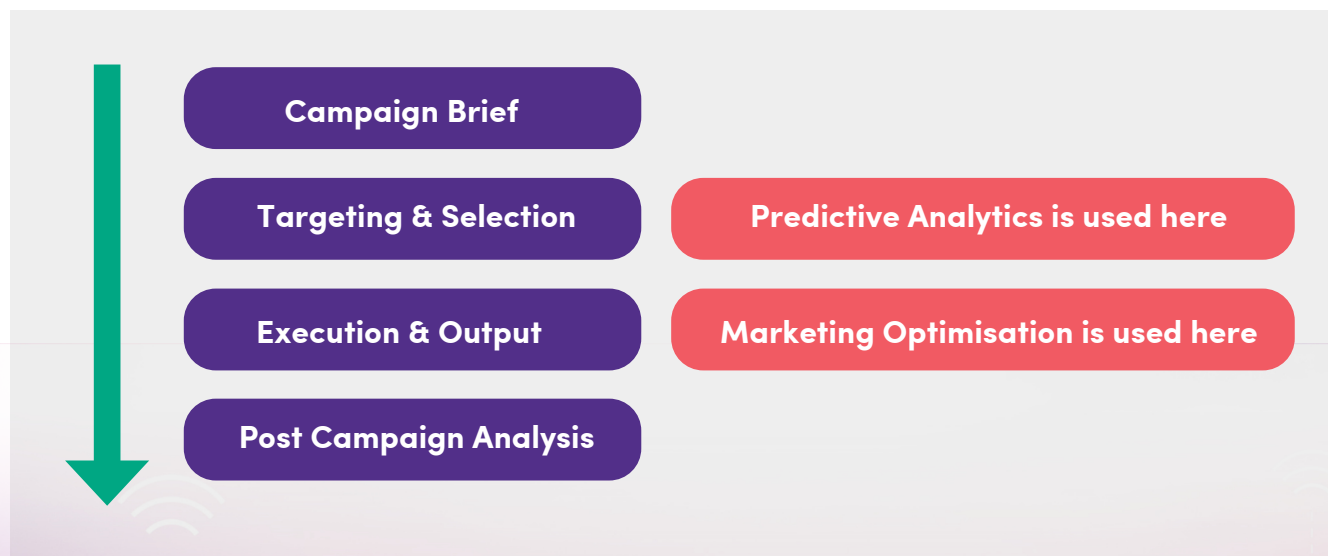 Campaign Brief
Targeting & Selection
Predictive Analytics is used here
Execution & Output
Marketing Optimisation is used here
Post Campaign Analysis